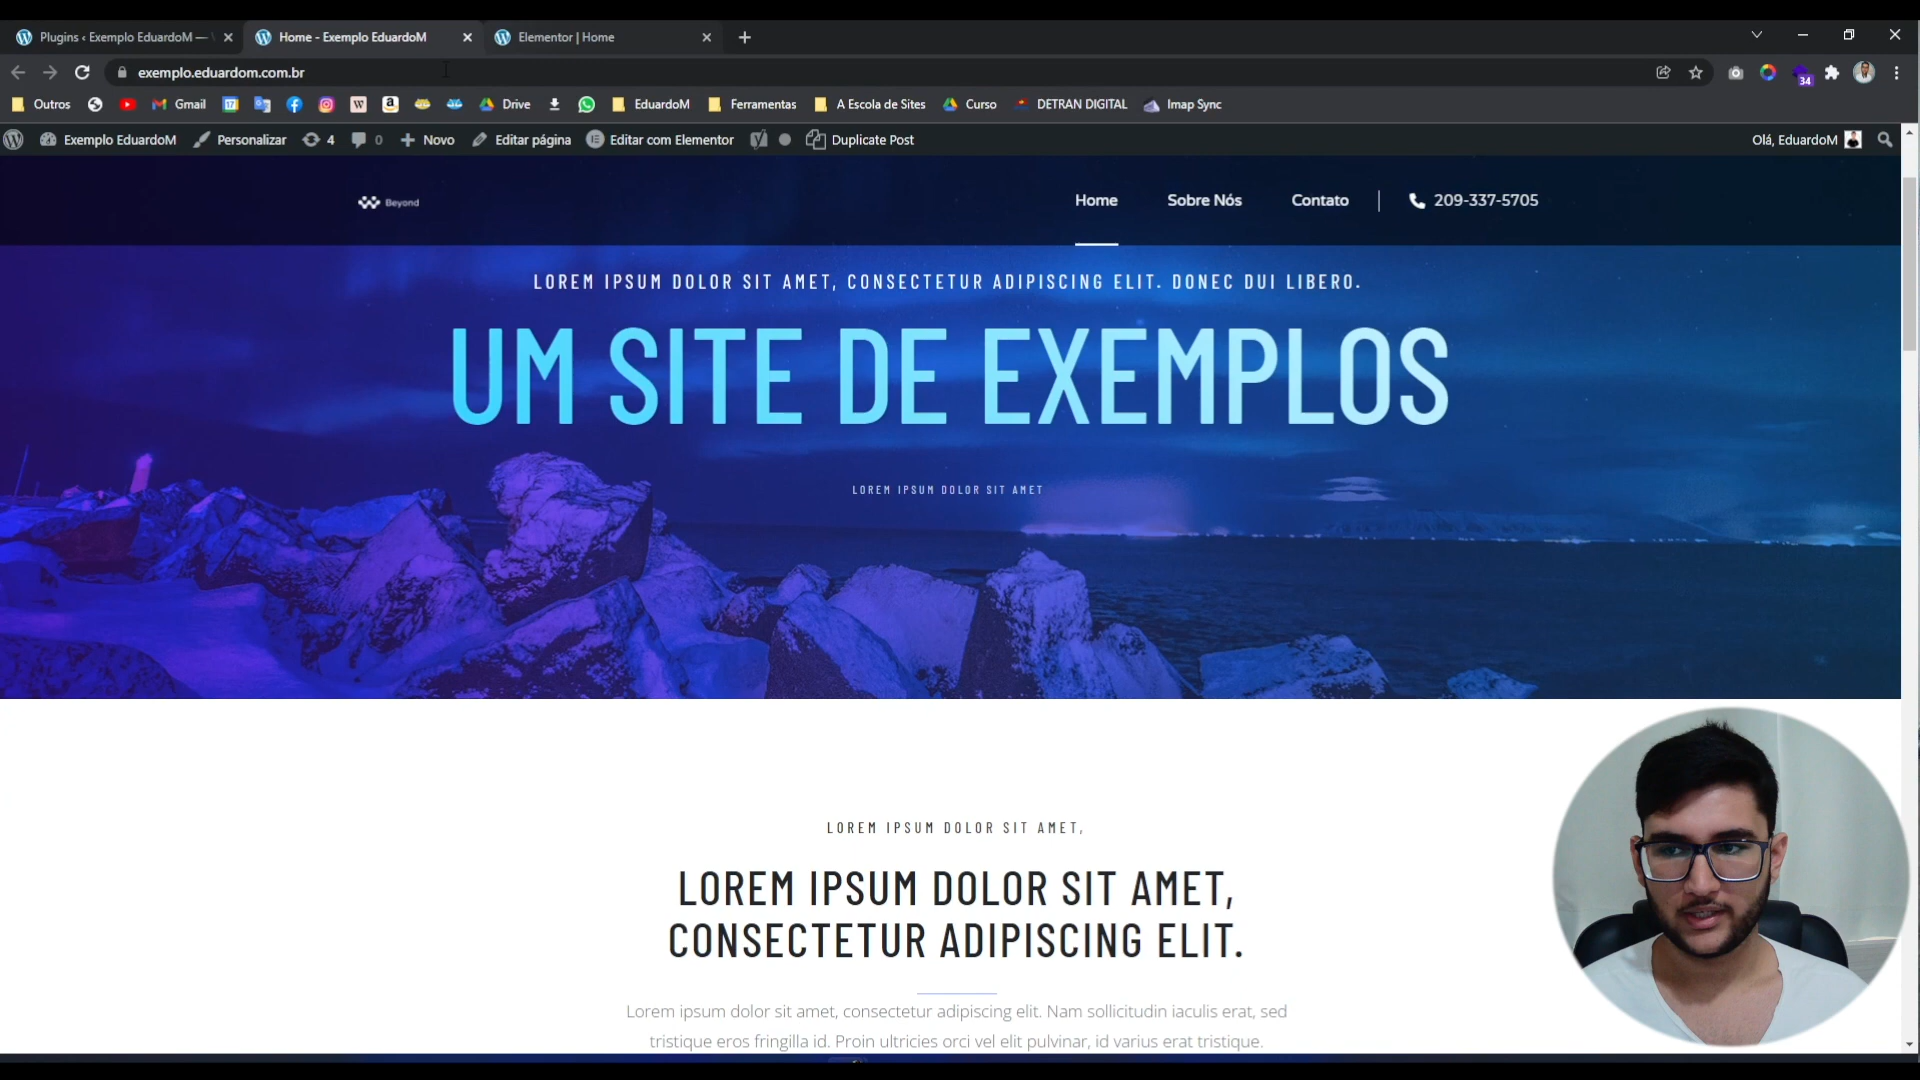 Plugins ‹ Exemplo EduardoM —
Home - Exemplo EduardoM
Elementor | Home
exemplo.eduardom.com.br
34
Outros
Gmail
Drive
EduardoM
Ferramentas
A Escola de Sites
Curso
DETRAN DIGITAL
Imap Sync
Exemplo EduardoM
Personalizar
4
0
Novo
Editar página
Editar com Elementor
Duplicate Post
Olá, EduardoM
Beyond
Home
Sobre Nós
Contato
209-337-5705
LOREM IPSUM DOLOR SIT AMET, CONSECTETUR ADIPISCING ELIT. DONEC DUI LIBERO.
UM SITE DE EXEMPLOS
LOREM IPSUM DOLOR SIT AMET
LOREM IPSUM DOLOR SIT AMET,
LOREM IPSUM DOLOR SIT AMET,
CONSECTETUR ADIPISCING ELIT.
Lorem ipsum dolor sit amet, consectetur adipiscing elit. Nam sollicitudin iaculis erat, sed
tristique eros fringilla id. Proin ultricies orci vel elit pulvinar, id varius erat tristique.